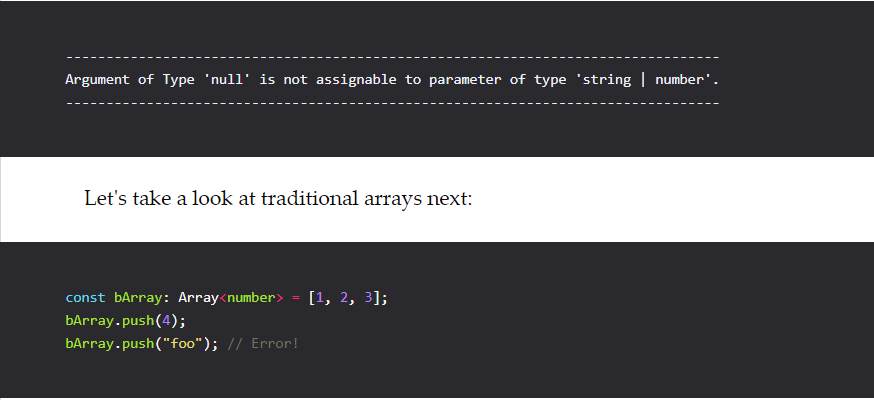 ---------------------------------------------------------------------------------
Argument of Type 'null' is not assignable to parameter of type 'string | number'.
---------------------------------------------------------------------------------
Let's take a look at traditional arrays next:
const bArray: Array<number> = [1, 2, 3];
bArray.push(4);
bArray.push("foo"); // Error!